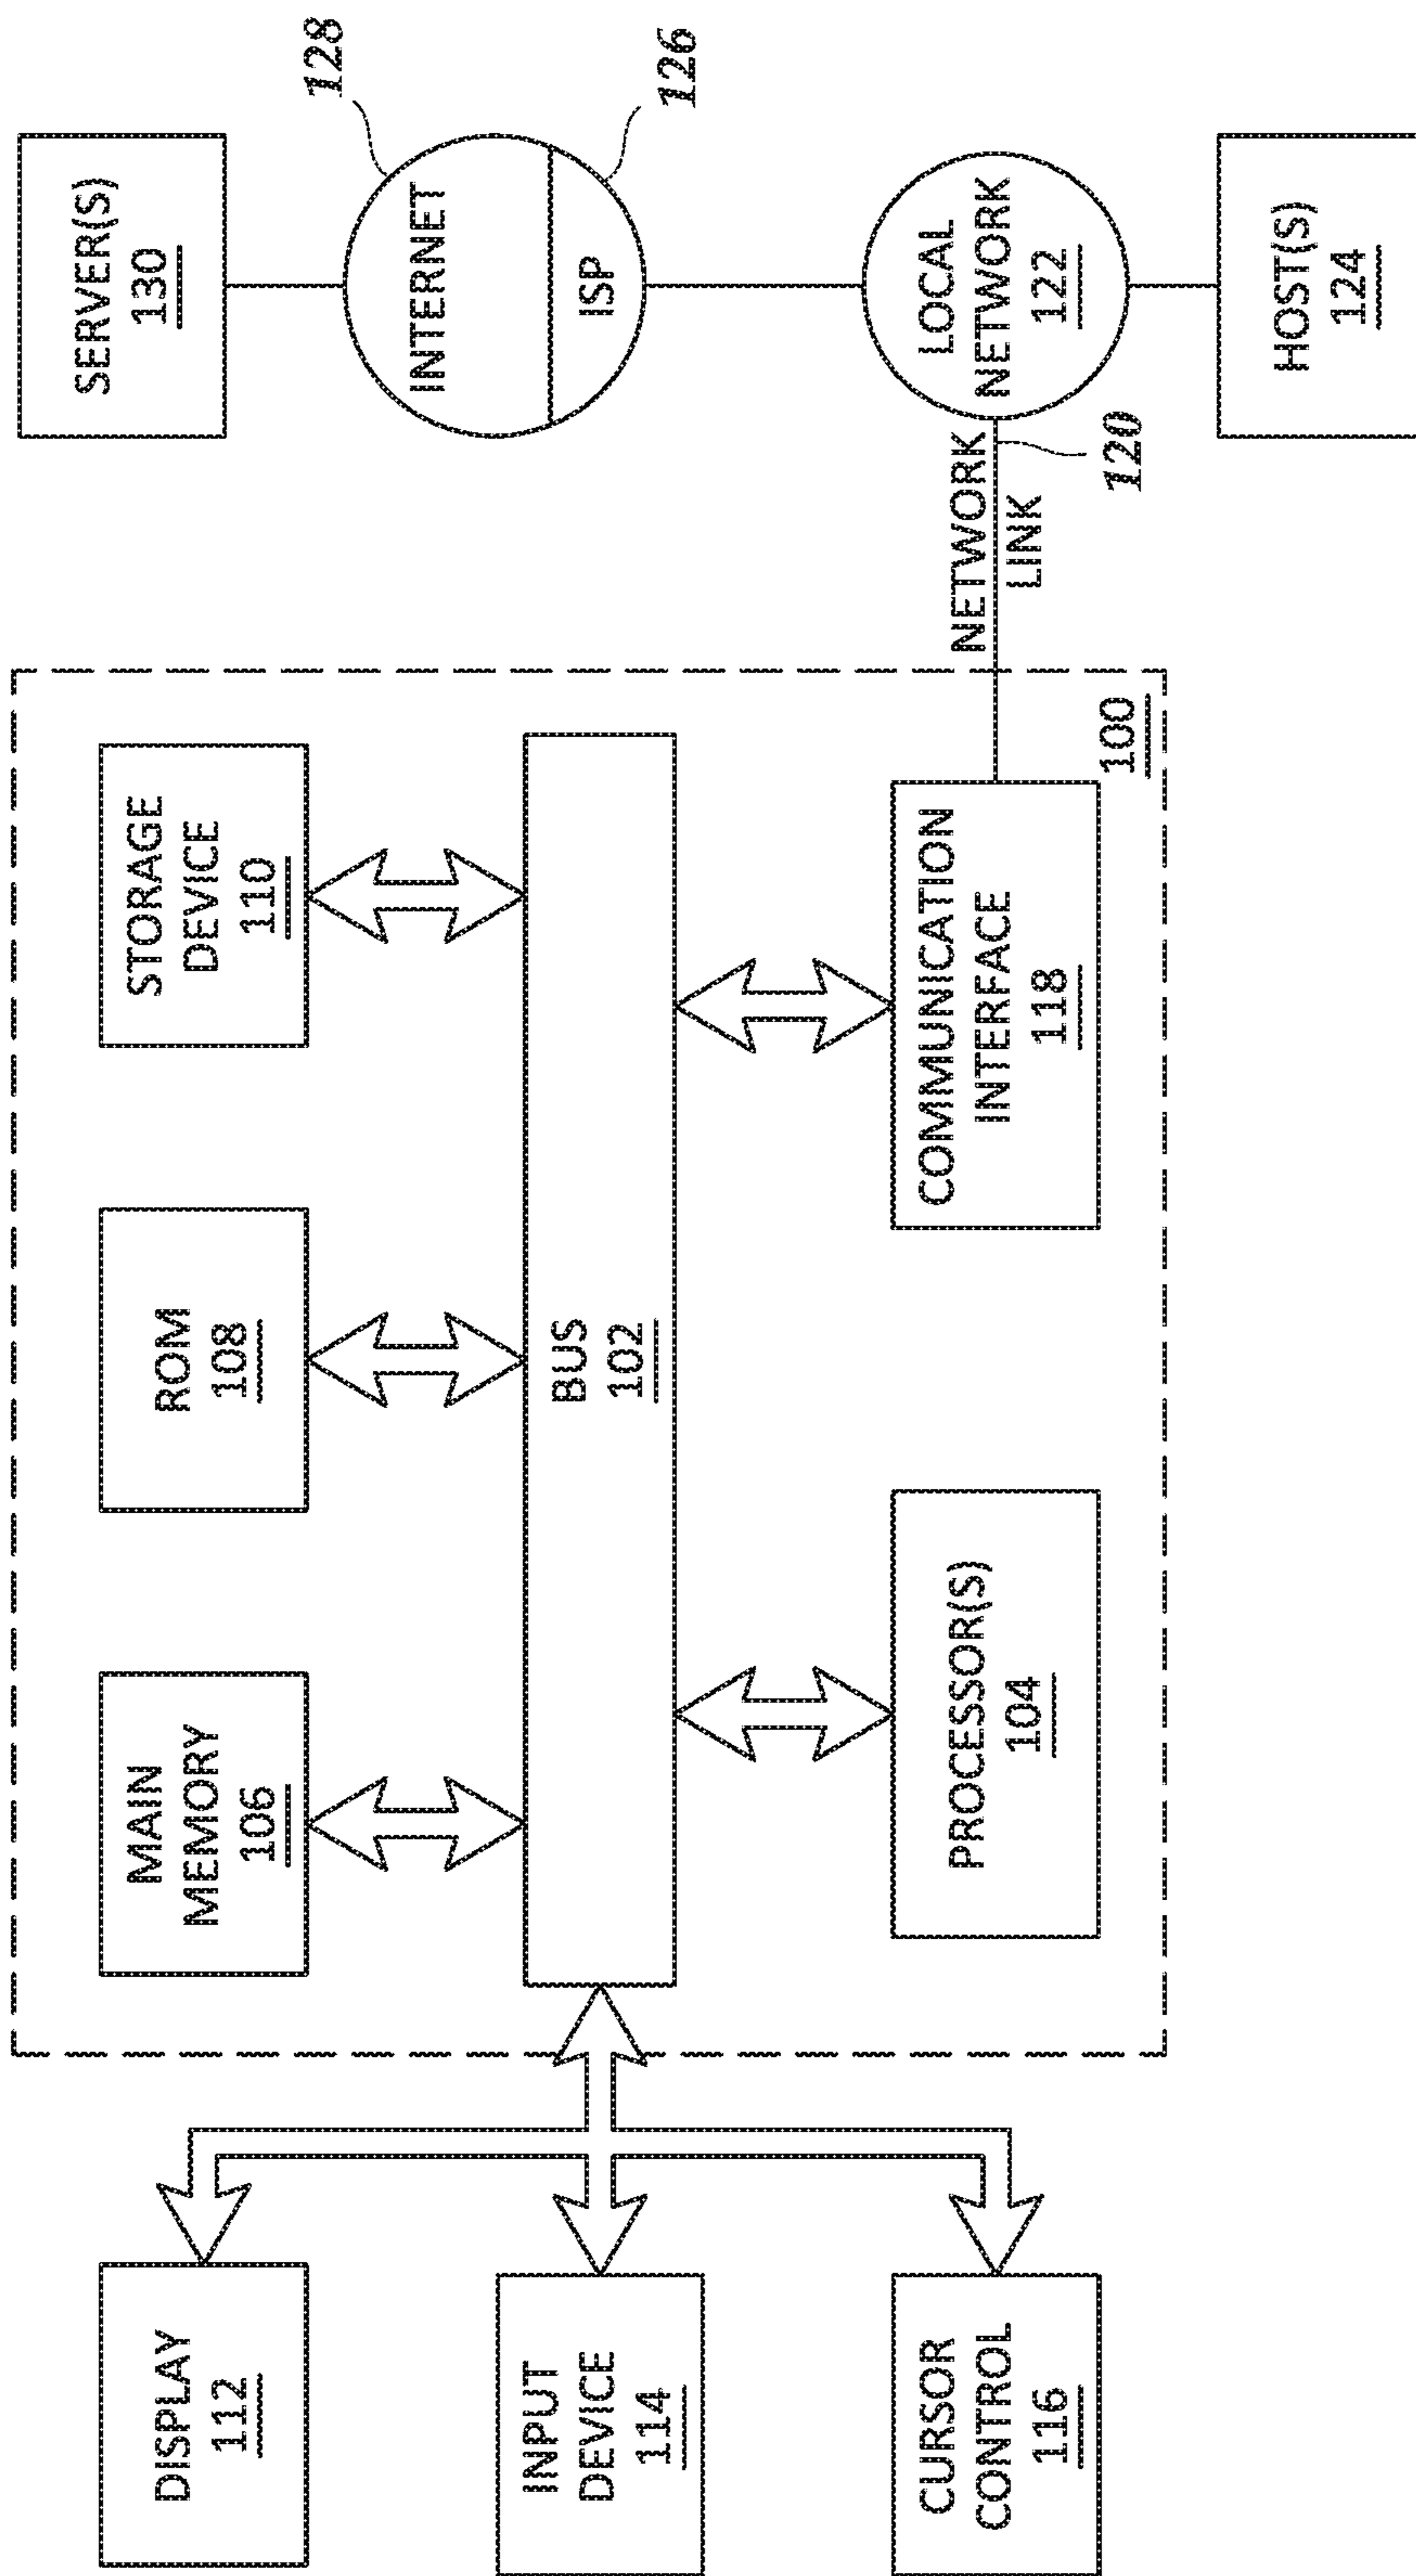 DISPLAY
112
INPUT
DEVICE
114
CURSOR
CONTROL
116
MAIN
MEMORY
106
ROM
108
STORAGE
DEVICE
110
BUS
102
PROCESSOR(S)
104
COMMUNICATION
INTERFACE
118
100
NETWORK
LINK
120
SERVER(S)
130
128
INTERNET
ISP
126
LOCAL
NETWORK
122
HOST(S)
124